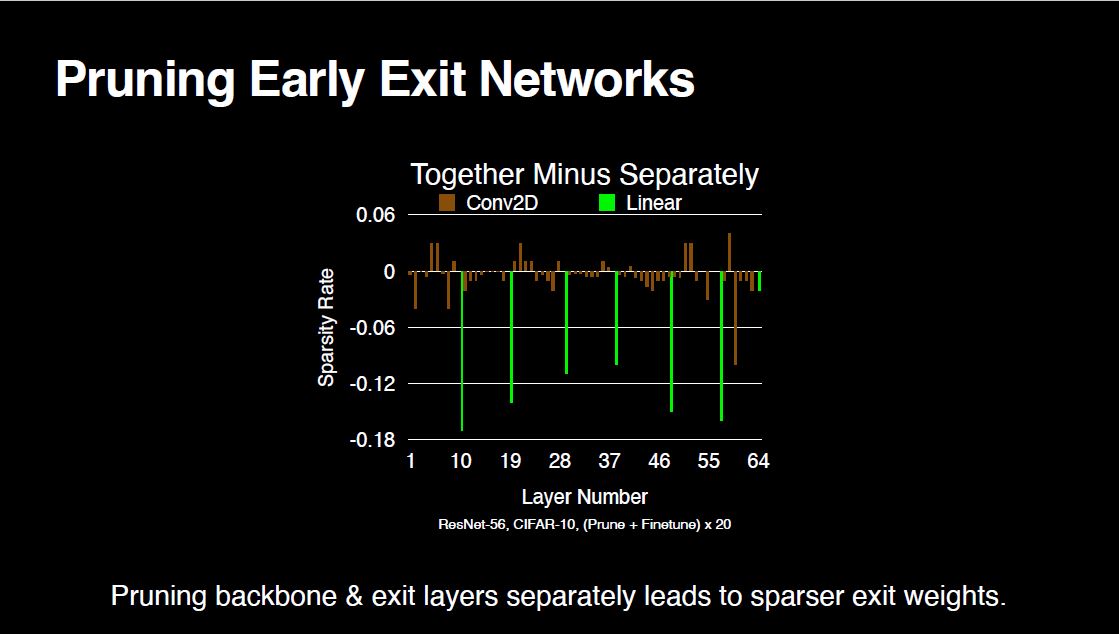 Pruning Early Exit Networks
Together Minus Separately
Conv2D Linear
0.06
0
-0.06
-0.12
-0.18
Sparsity Rate
1 10 19 28 37 46 55 64
Layer Number
ResNet-56, CIFAR-10, (Prune + Finetune) x 20
Pruning backbone & exit layers separately leads to sparser exit weights.